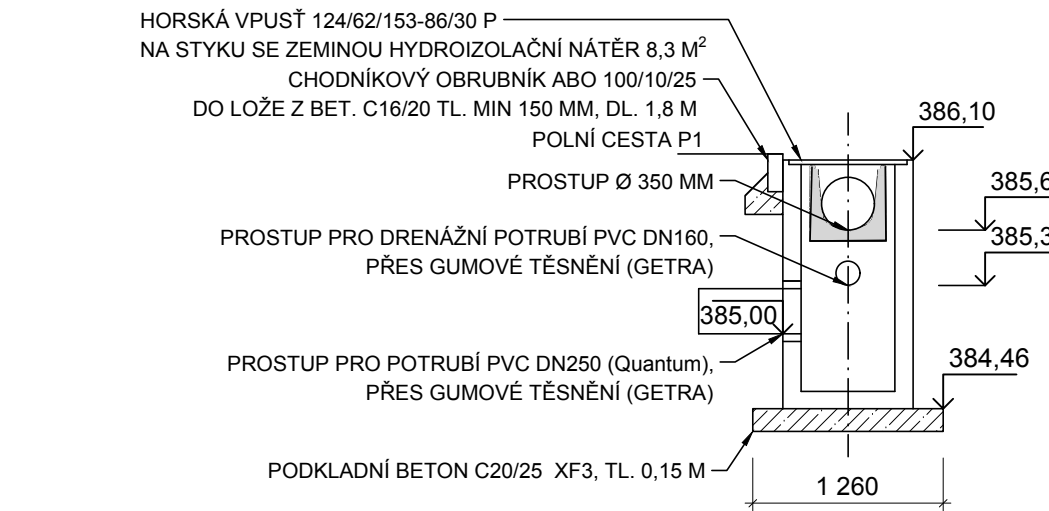 HORSKÁ VPUSŤ 124/62/153-86/30 P
NA STYKU SE ZEMINOU HYDROIZOLAČNÍ NÁTĚR 8,3 M²
CHODNÍKOVÝ OBRUBNÍK ABO 100/10/25
DO LOŽE Z BET. C16/20 TL. MIN 150 MM, DL. 1,8 M
POLNÍ CESTA P1
PROSTUP Ø 350 MM
PROSTUP PRO DRENÁŽNÍ POTRUBÍ PVC DN160,
PŘES GUMOVÉ TĚSNĚNÍ (GETRA)
PROSTUP PRO POTRUBÍ PVC DN250 (Quantum),
PŘES GUMOVÉ TĚSNĚNÍ (GETRA)
PODKLADNÍ BETON C20/25 XF3, TL. 0,15 M
386,10
385,6
385,3
385,00
384,46
1 260